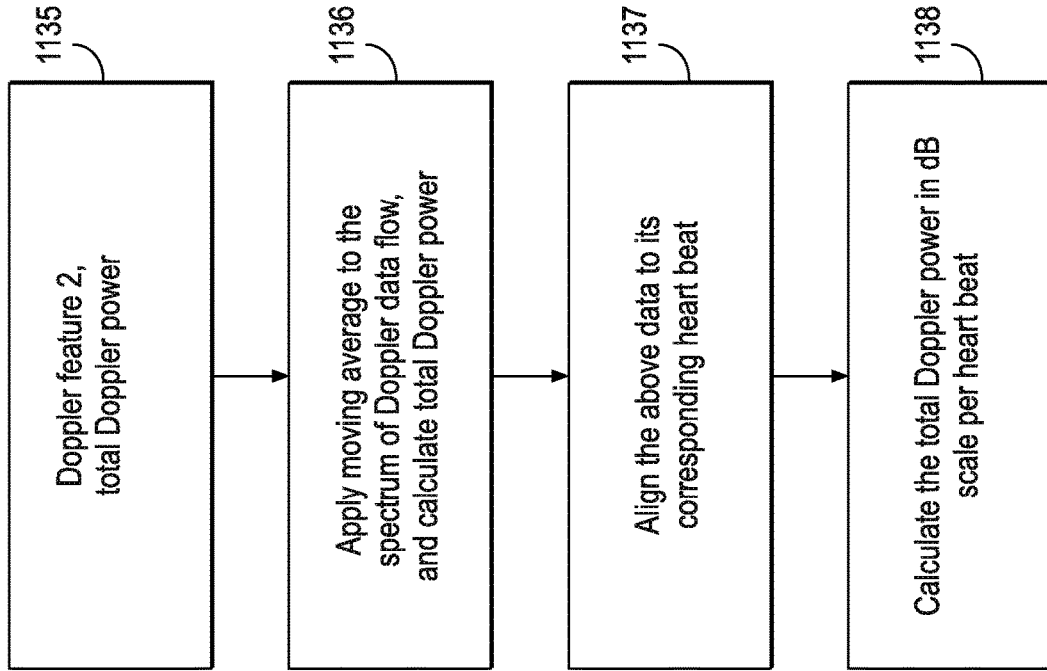 1135
Doppler feature 2,
total Doppler power
1136
Apply moving average to the
spectrum of Doppler data flow,
and calculate total Doppler power
1137
Align the above data to its
corresponding heart beat
1138
Calculate the total Doppler power in dB
scale per heart beat